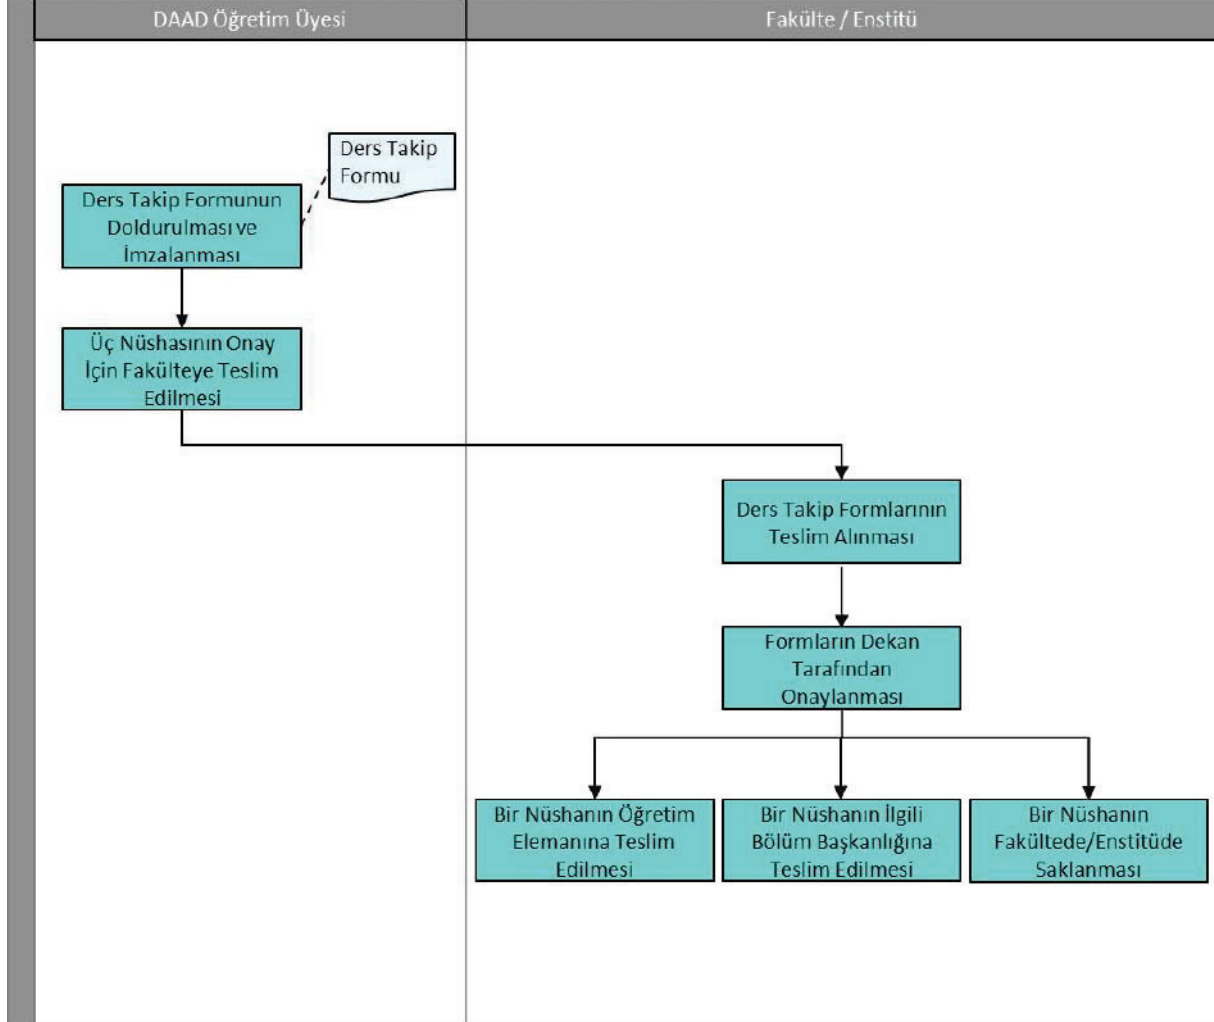 DAAD Öğretim Üyesi
Fakülte / Enstitü
Ders Takip
Formu
Ders Takip Formunun
Doldurulması ve
İmzalanması
Üç Nüshasının Onay
İçin Fakülteye Teslim
Edilmesi
Ders Takip Formlarının
Teslim Alınması
Formların Dekan
Tarafından
Onaylanması
Bir Nüshanın Öğretim
Elemanına Teslim
Edilmesi
Bir Nüshanın İlgili
Bölüm Başkanlığına
Teslim Edilmesi
Bir Nüshanın
Fakültede/Enstitüde
Saklanması